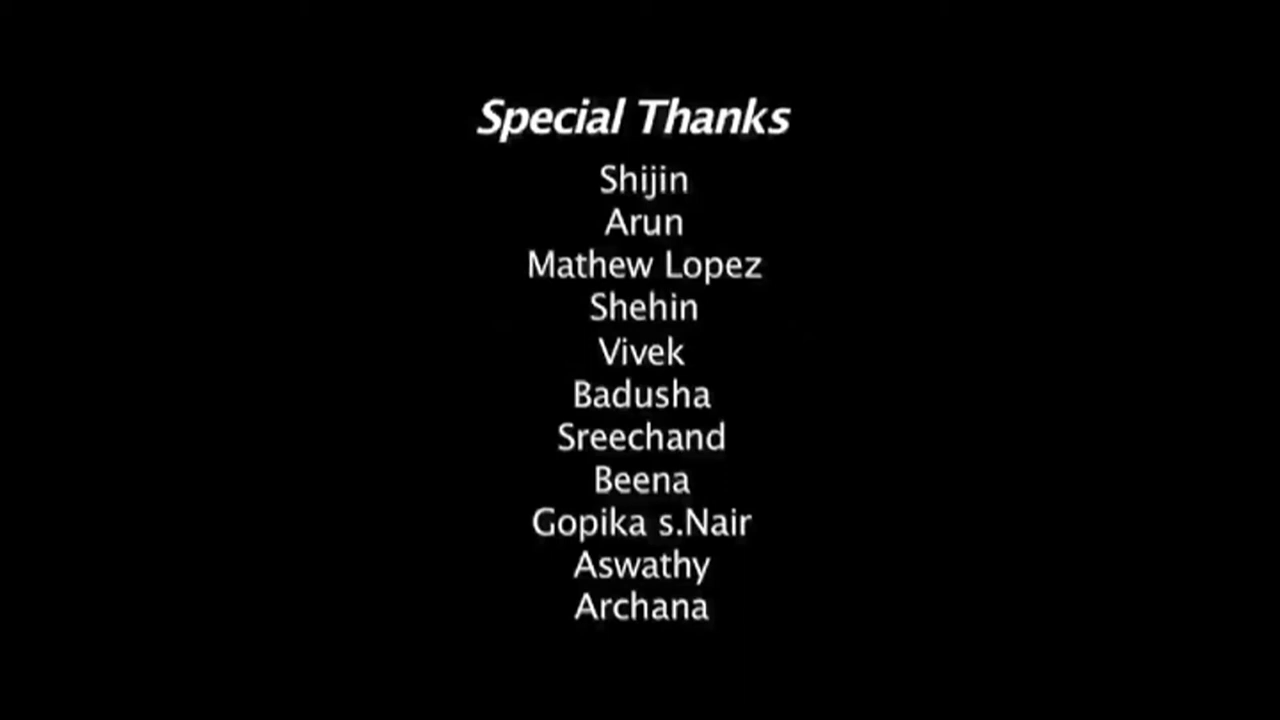 Special Thanks
Shijin
Arun
Mathew Lopez
Shehin
Vivek
Badusha
Sreechand
Beena
Gopika s.Nair
Aswathy
Archana